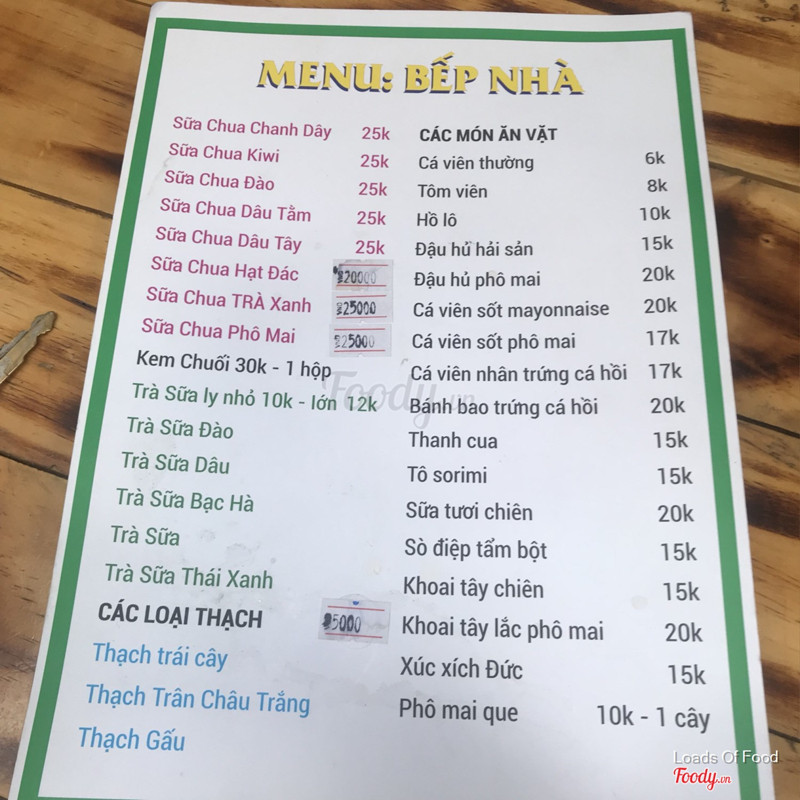 MENU: BẾP NHÀ
Sữa Chua Chanh Dây 25k
Sữa Chua Kiwi 25k
Sữa Chua Đào 25k
Sữa Chua Dâu Tằm 25k
Sữa Chua Dâu Tây 25k
Sữa Chua Hạt Đác 20000
Sữa Chua TRÀ Xanh 25000
Sữa Chua Phô Mai 25000
Kem Chuối 30k - 1 hộp
Trà Sữa ly nhỏ 10k - lớn 12k
Trà Sữa Đào
Trà Sữa Dâu
Trà Sữa Bạc Hà
Trà Sữa
Trà Sữa Thái Xanh
CÁC LOẠI THẠCH 5000
Thạch trái cây
Thạch Trân Châu Trắng
Thạch Gấu
CÁC MÓN ĂN VẶT
Cá viên thường 6k
Tôm viên 8k
Hồ lô 10k
Đậu hủ hải sản 15k
Đậu hủ phô mai 20k
Cá viên sốt mayonnaise 20k
Cá viên sốt phô mai 17k
Cá viên nhân trứng cá hồi 17k
Bánh bao trứng cá hồi 20k
Thanh cua 15k
Tô sorimi 15k
Sữa tươi chiên 20k
Sò điệp tẩm bột 15k
Khoai tây chiên 15k
Khoai tây lắc phô mai 20k
Xúc xích Đức 15k
Phô mai que 10k - 1 cây
Foody.vn
Loads Of Food
Foody.vn